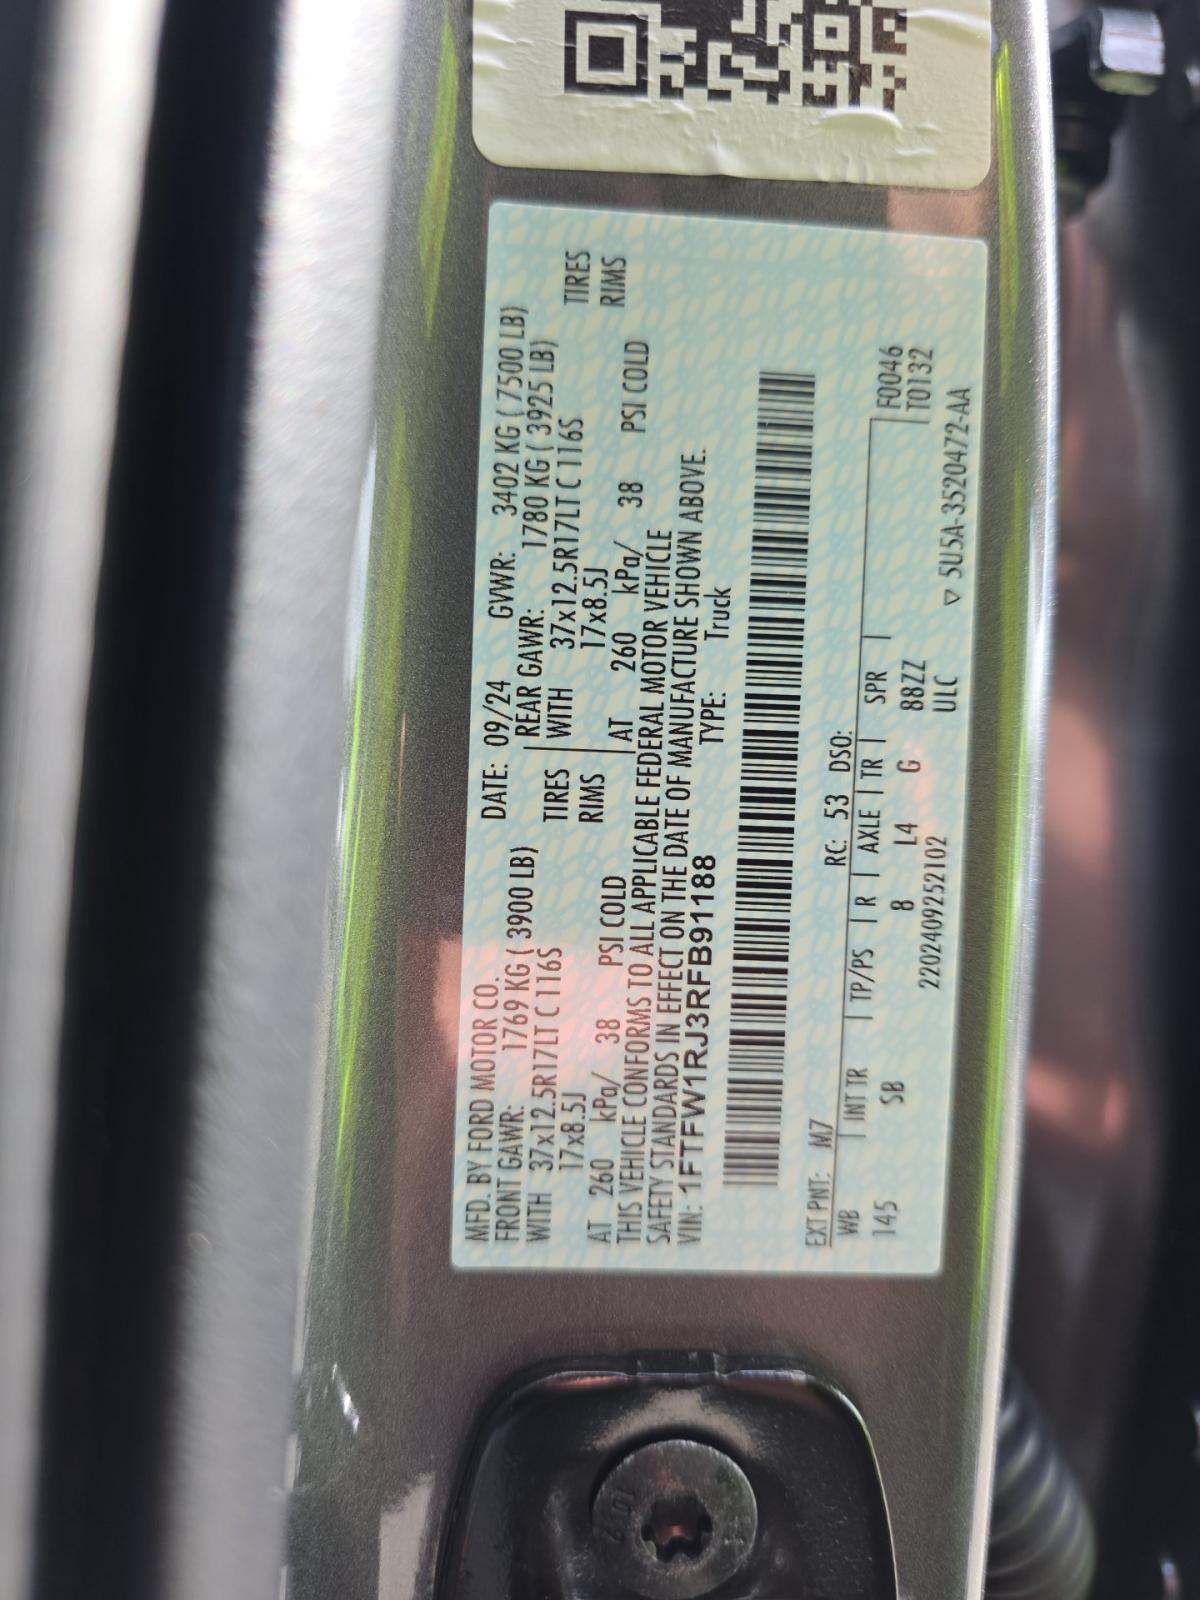 MFD. BY FORD MOTOR CO. DATE: 09/24 GVWR: 3402 KG ( 7500 LB)
FRONT GAWR: 1769 KG ( 3900 LB) REAR GAWR: 1780 KG ( 3925 LB)
WITH 37x12.5R17LT C 116S TIRES WITH 37x12.5R17LT C 116S TIRES
17x8.5J RIMS 17x8.5J RIMS
AT 260 kPa/ 38 PSI COLD AT 260 kPa/ 38 PSI COLD
THIS VEHICLE CONFORMS TO ALL APPLICABLE FEDERAL MOTOR VEHICLE
SAFETY STANDARDS IN EFFECT ON THE DATE OF MANUFACTURE SHOWN ABOVE.
VIN: 1FTFW1RJ3RFB91188 TYPE: Truck
EXT PNT: M7 RC: 53 DSO:
WB INT TR TP/PS R AXLE TR SPR F0046
145 SB 8 L4 G 88ZZ T0132
2202409252102 ULC
▽ 5U5A-3520472-AA